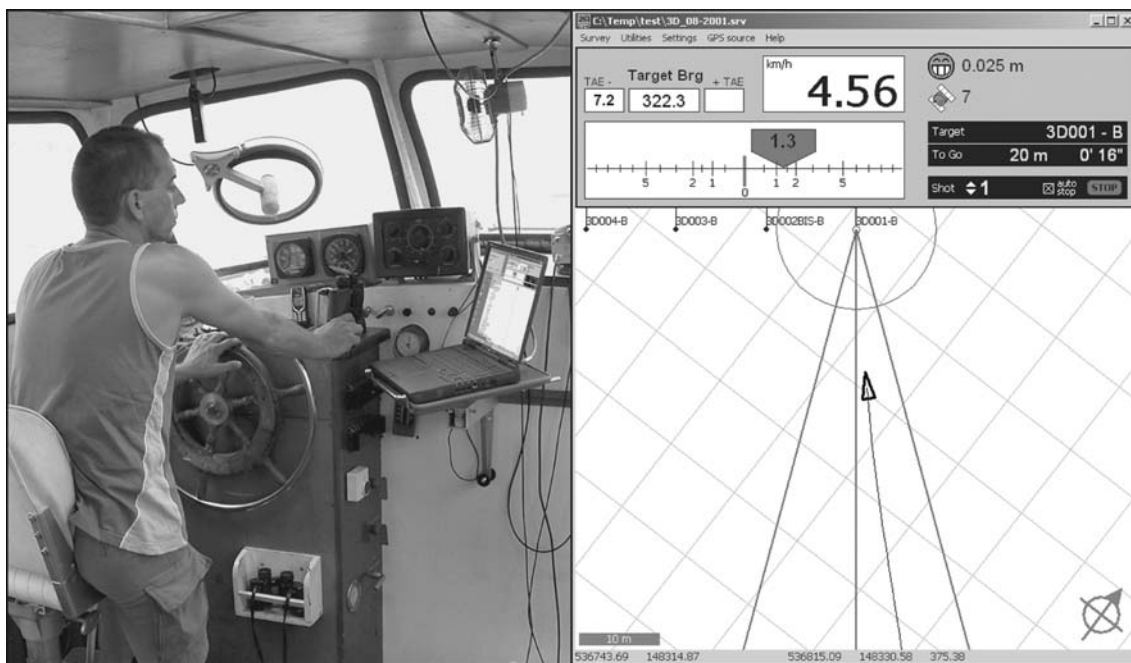 C:\Temp\test\3D_08-2001.srv
Survey Utilities Settings GPS source Help
TAE - Target Brg + TAE
7.2 322.3
km/h
4.56
0.025 m
7
1.3
5 2 1 0 1 2 5
Target 3D001 - B
To Go 20 m 0' 16"
Shot 1 auto stop STOP
3D004-B 3D003-B 3D002BIS-B 3D001-B
10 m
536743.69 148314.87 536815.09 148330.58 375.38